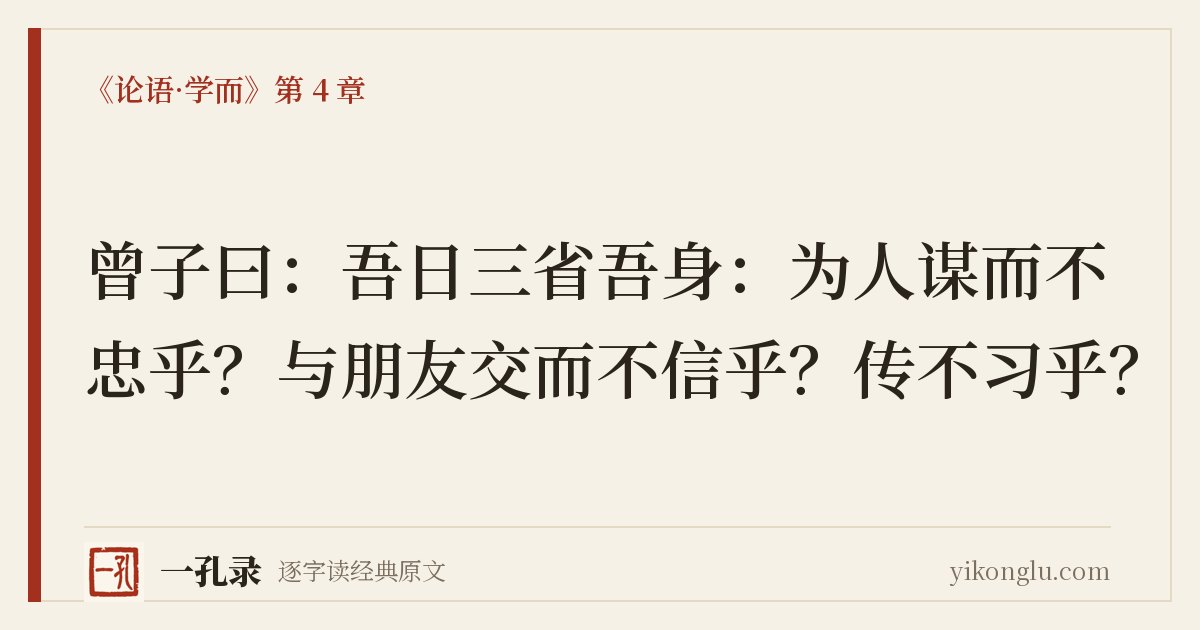 《论语·学而》第 4 章
曾子曰：吾日三省吾身：为人谋而不
忠乎？与朋友交而不信乎？传不习乎？
一孔
一孔录 逐字读经典原文 yikonglu.com